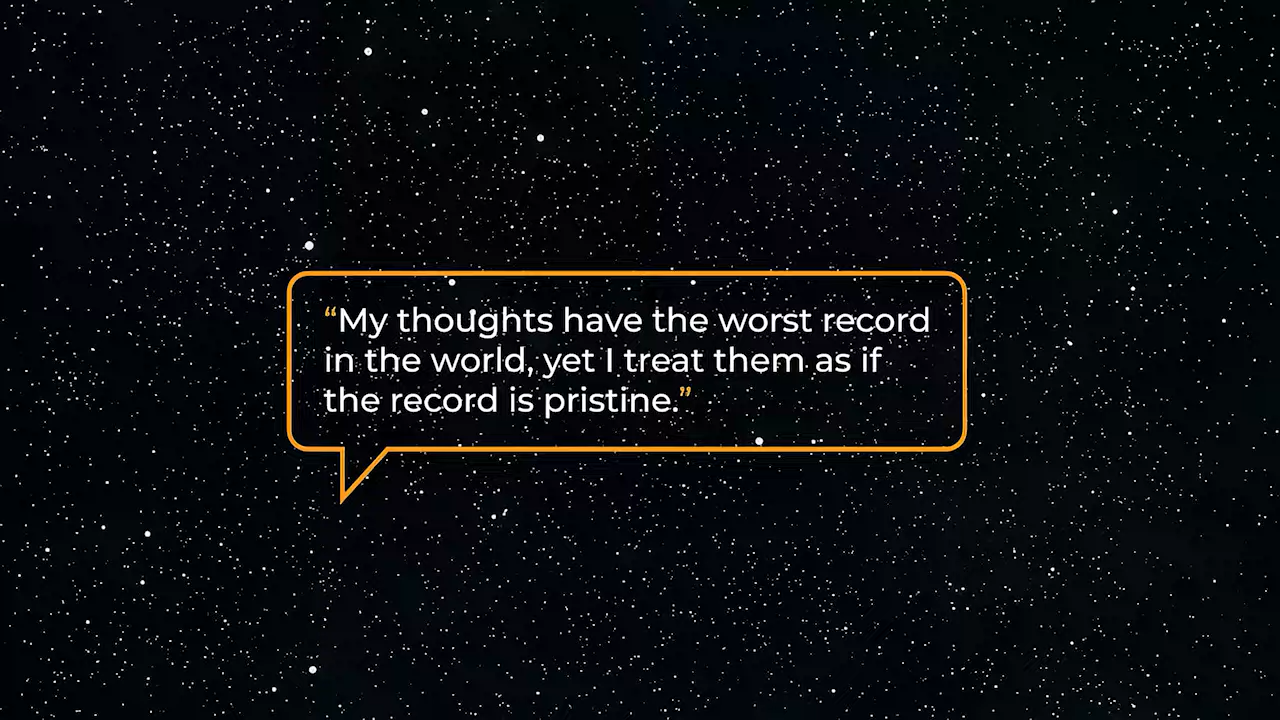 “My thoughts have the worst record
in the world, yet I treat them as if
the record is pristine.”